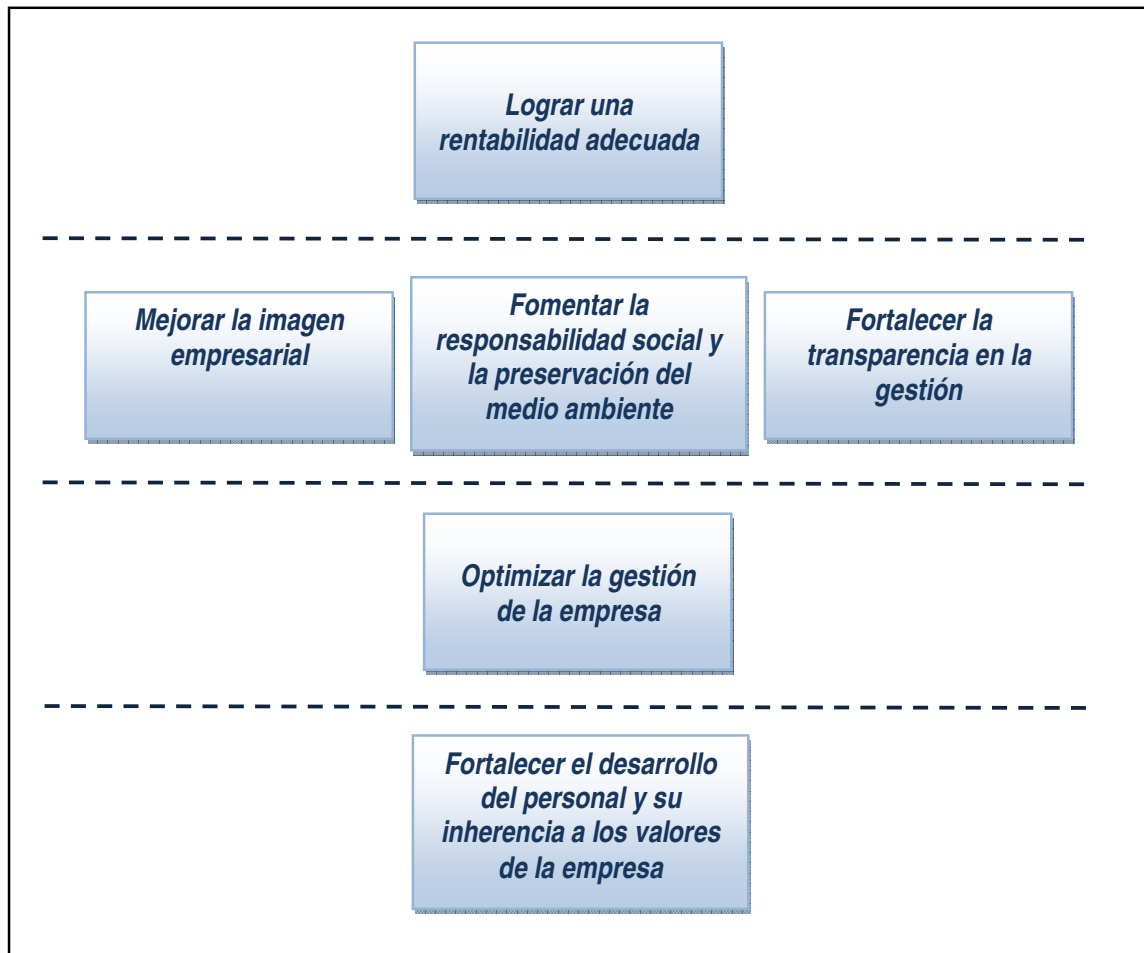 Lograr una
rentabilidad adecuada
Mejorar la imagen
empresarial
Fomentar la
responsabilidad social y
la preservación del
medio ambiente
Fortalecer la
transparencia en la
gestión
Optimizar la gestión
de la empresa
Fortalecer el desarrollo
del personal y su
inherencia a los valores
de la empresa